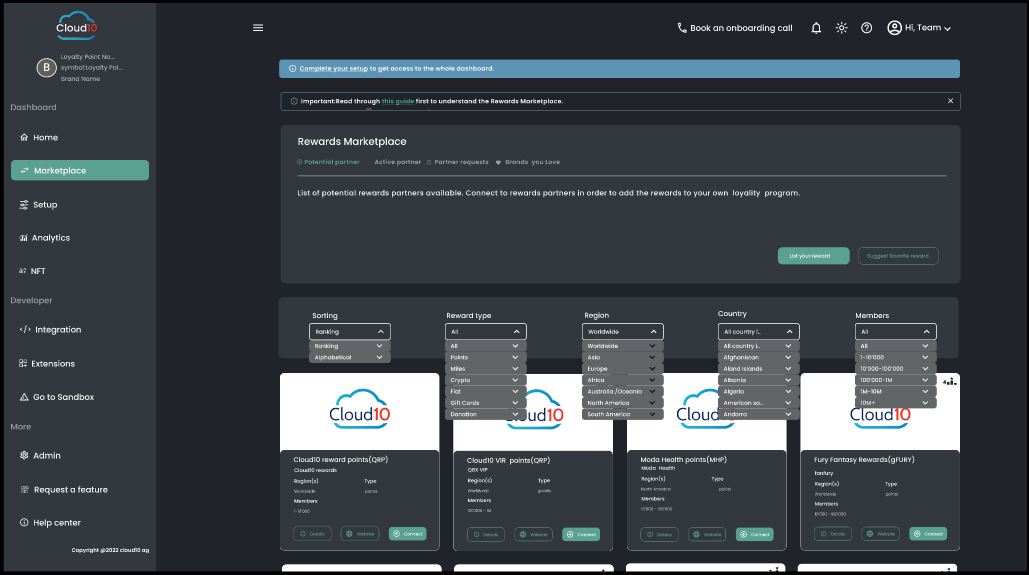 Cloud10
B
Loyalty Point Na...
symbol:Loyalty Poi...
Brand Name
Dashboard
Home
Marketplace
Setup
Analytics
NFT
Developer
Integration
Extensions
Go to Sandbox
More
Admin
Request a feature
Help center
Copyright @2022 cloud10 ag
Book an onboarding call
Hi, Team
Complete your setup to get access to the whole dashboard.
Important:Read through this guide first to understand the Rewards Marketplace.
Rewards Marketplace
Potential partner Active partner Partner requests Brands you Love
List of potential rewards partners available. Connect to rewards partners in order to add the rewards to your own loyalty program.
List your reward Suggest favorite reward
Sorting
Ranking
Ranking
Alphabetical
Reward type
All
All
Points
Miles
Crypto
Fiat
Gift Cards
Donation
Region
Worldwide
Worldwide
Asia
Europe
Africa
Australia /Oceania
North America
South America
Country
All country i..
All country i..
Afghanistan
Aland Islands
Albania
Algeria
American sa..
Andorra
Members
All
All
1-10'000
10'000-100'000
100'000-1M
1M-10M
10M+
Cloud10
Cloud10 reward points(QRP)
Cloud10 rewards
Region(s) Type
Worldwide points
Members
1-10'000
Details Website Connect
Cloud10 VIR points(QRP)
QBX VIP
Region(s) Type
Worldwide points
Members
100'000 - 1M
Details Website Connect
Moda Health points(MHP)
Moda Health
Region(s) Type
North America points
Members
10'000 - 100'000
Details Website Connect
4
Cloud10
Fury Fantasy Rewards(gFURY)
fanfury
Region(s) Type
Worldwide points
Members
10'000 - 100'000
Details Website Connect